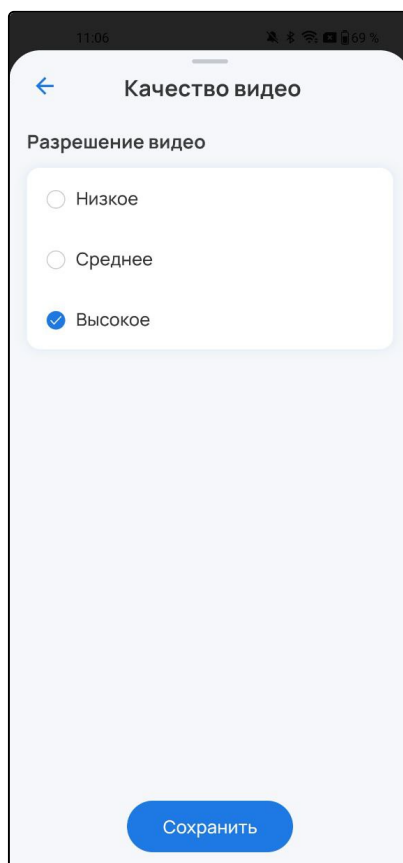 11:06
69 %
Качество видео
Разрешение видео
Низкое
Среднее
Высокое
Сохранить